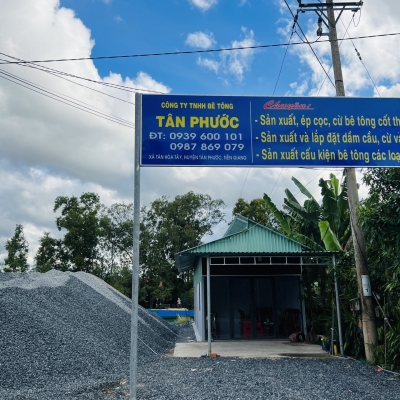 CÔNG TY TNHH BÊ TÔNG
TÂN PHƯỚC
ĐT: 0939 600 101
0987 869 079
XÃ TÂN HÒA TÂY, HUYỆN TÂN PHƯỚC, TIỀN GIANG
Chuyên:
- Sản xuất, ép cọc, cừ bê tông cốt
- Sản xuất và lắp đặt dầm cầu, cừ
- Sản xuất cấu kiện bê tông các loạ